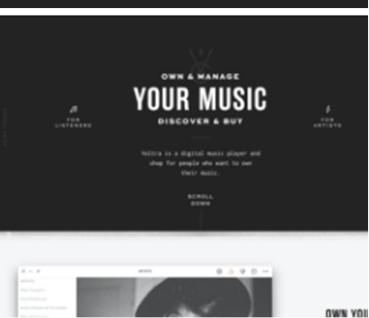 OWN & MANAGE
YOUR MUSIC
DISCOVER & BUY
FOR
LISTENERS
FOR
ARTISTS
Voltra is a digital music player and
shop for people who want to own
their music.
SCROLL
DOWN
OWN YOU